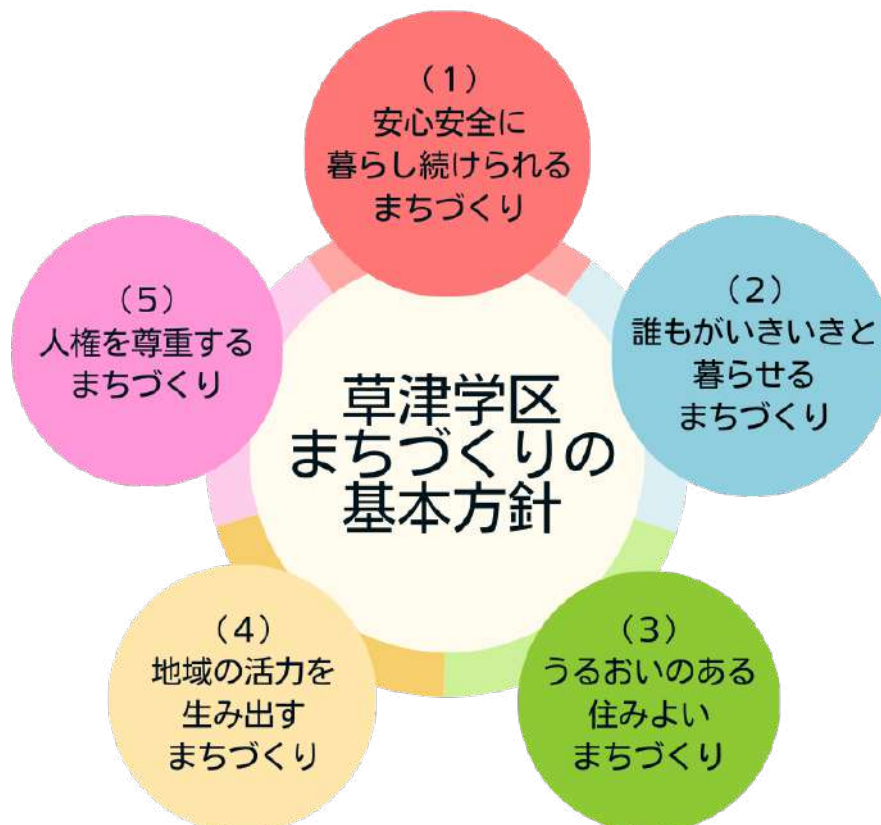 （1）
安心安全に
暮らし続けられる
まちづくり
（2）
誰もがいきいきと
暮らせる
まちづくり
（3）
うるおいのある
住みよい
まちづくり
（4）
地域の活力を
生み出す
まちづくり
（5）
人権を尊重する
まちづくり
草津学区
まちづくりの
基本方針